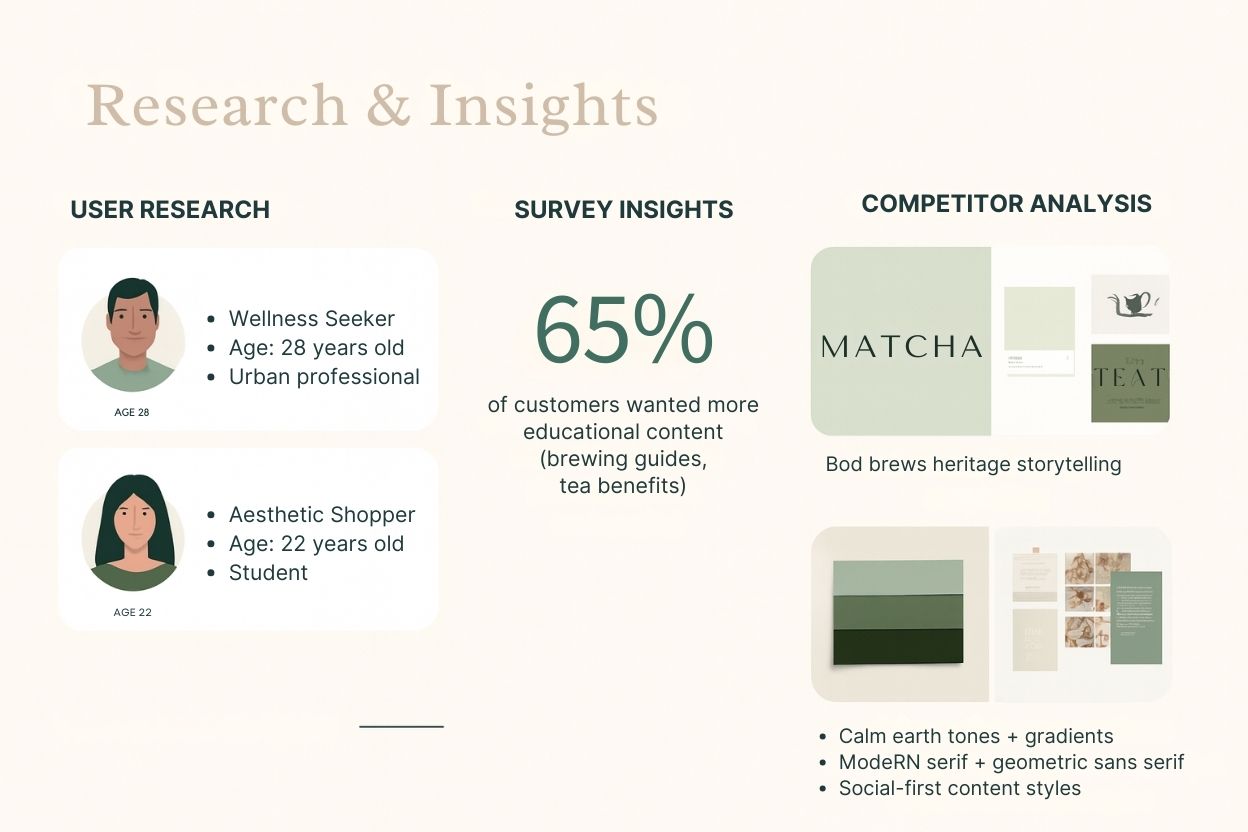 Research & Insights
USER RESEARCH
• Wellness Seeker
• Age: 28 years old
• Urban professional
AGE 28
• Aesthetic Shopper
• Age: 22 years old
• Student
AGE 22
SURVEY INSIGHTS
65%
of customers wanted more
educational content
(brewing guides,
tea benefits)
COMPETITOR ANALYSIS
MATCHA
TEAT
Bod brews heritage storytelling
• Calm earth tones + gradients
• ModeRN serif + geometric sans serif
• Social-first content styles